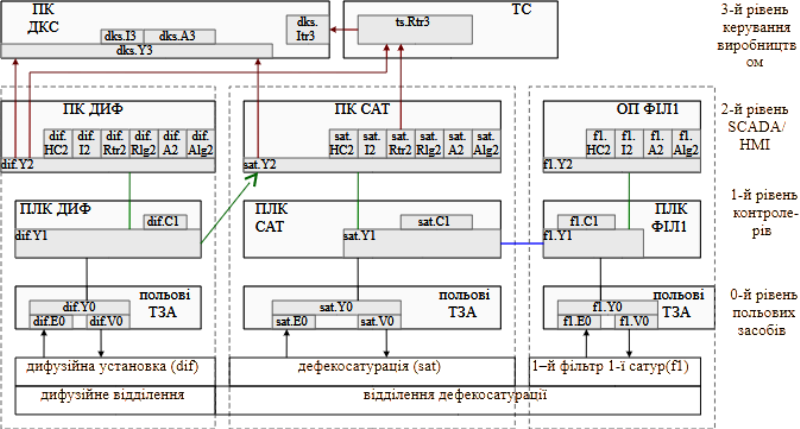 ПК
ДКС
dks.I3
dks.A3
dks.Y3
dks.
Itr3
ts.Rtr3
ТС
3-й рівень
керування
виробництв
ом
ПК ДИФ
dif.
HC2
dif.
I2
dif.
Rtr2
dif.
Rlg2
dif.
A2
dif.
Alg2
dif.Y2
ПК САТ
sat.
HC2
sat.
I2
sat.
Rtr2
sat.
Rlg2
sat.
A2
sat.
Alg2
sat.Y2
ОП ФІЛ1
f1.
HC2
f1.
I2
f1.
A2
f1.
Alg2
f1.Y2
2-й рівень
SCADA/
HMI
ПЛК ДИФ
dif.C1
dif.Y1
ПЛК
САТ
sat.C1
sat.Y1
f1.C1
f1.Y1
ПЛК
ФІЛ1
1-й рівень
контроле-
рів
польові
ТЗА
dif.Y0
dif.E0
dif.V0
польові
ТЗА
sat.Y0
sat.E0
sat.V0
польові
ТЗА
f1.Y0
f1.E0
f1.V0
0-й рівень
польових
засобів
дифузійна установка (dif)
дефекосатурація (sat)
1–й фільтр 1-ї сатур(f1)
дифузійне відділення
відділення дефекосатурації